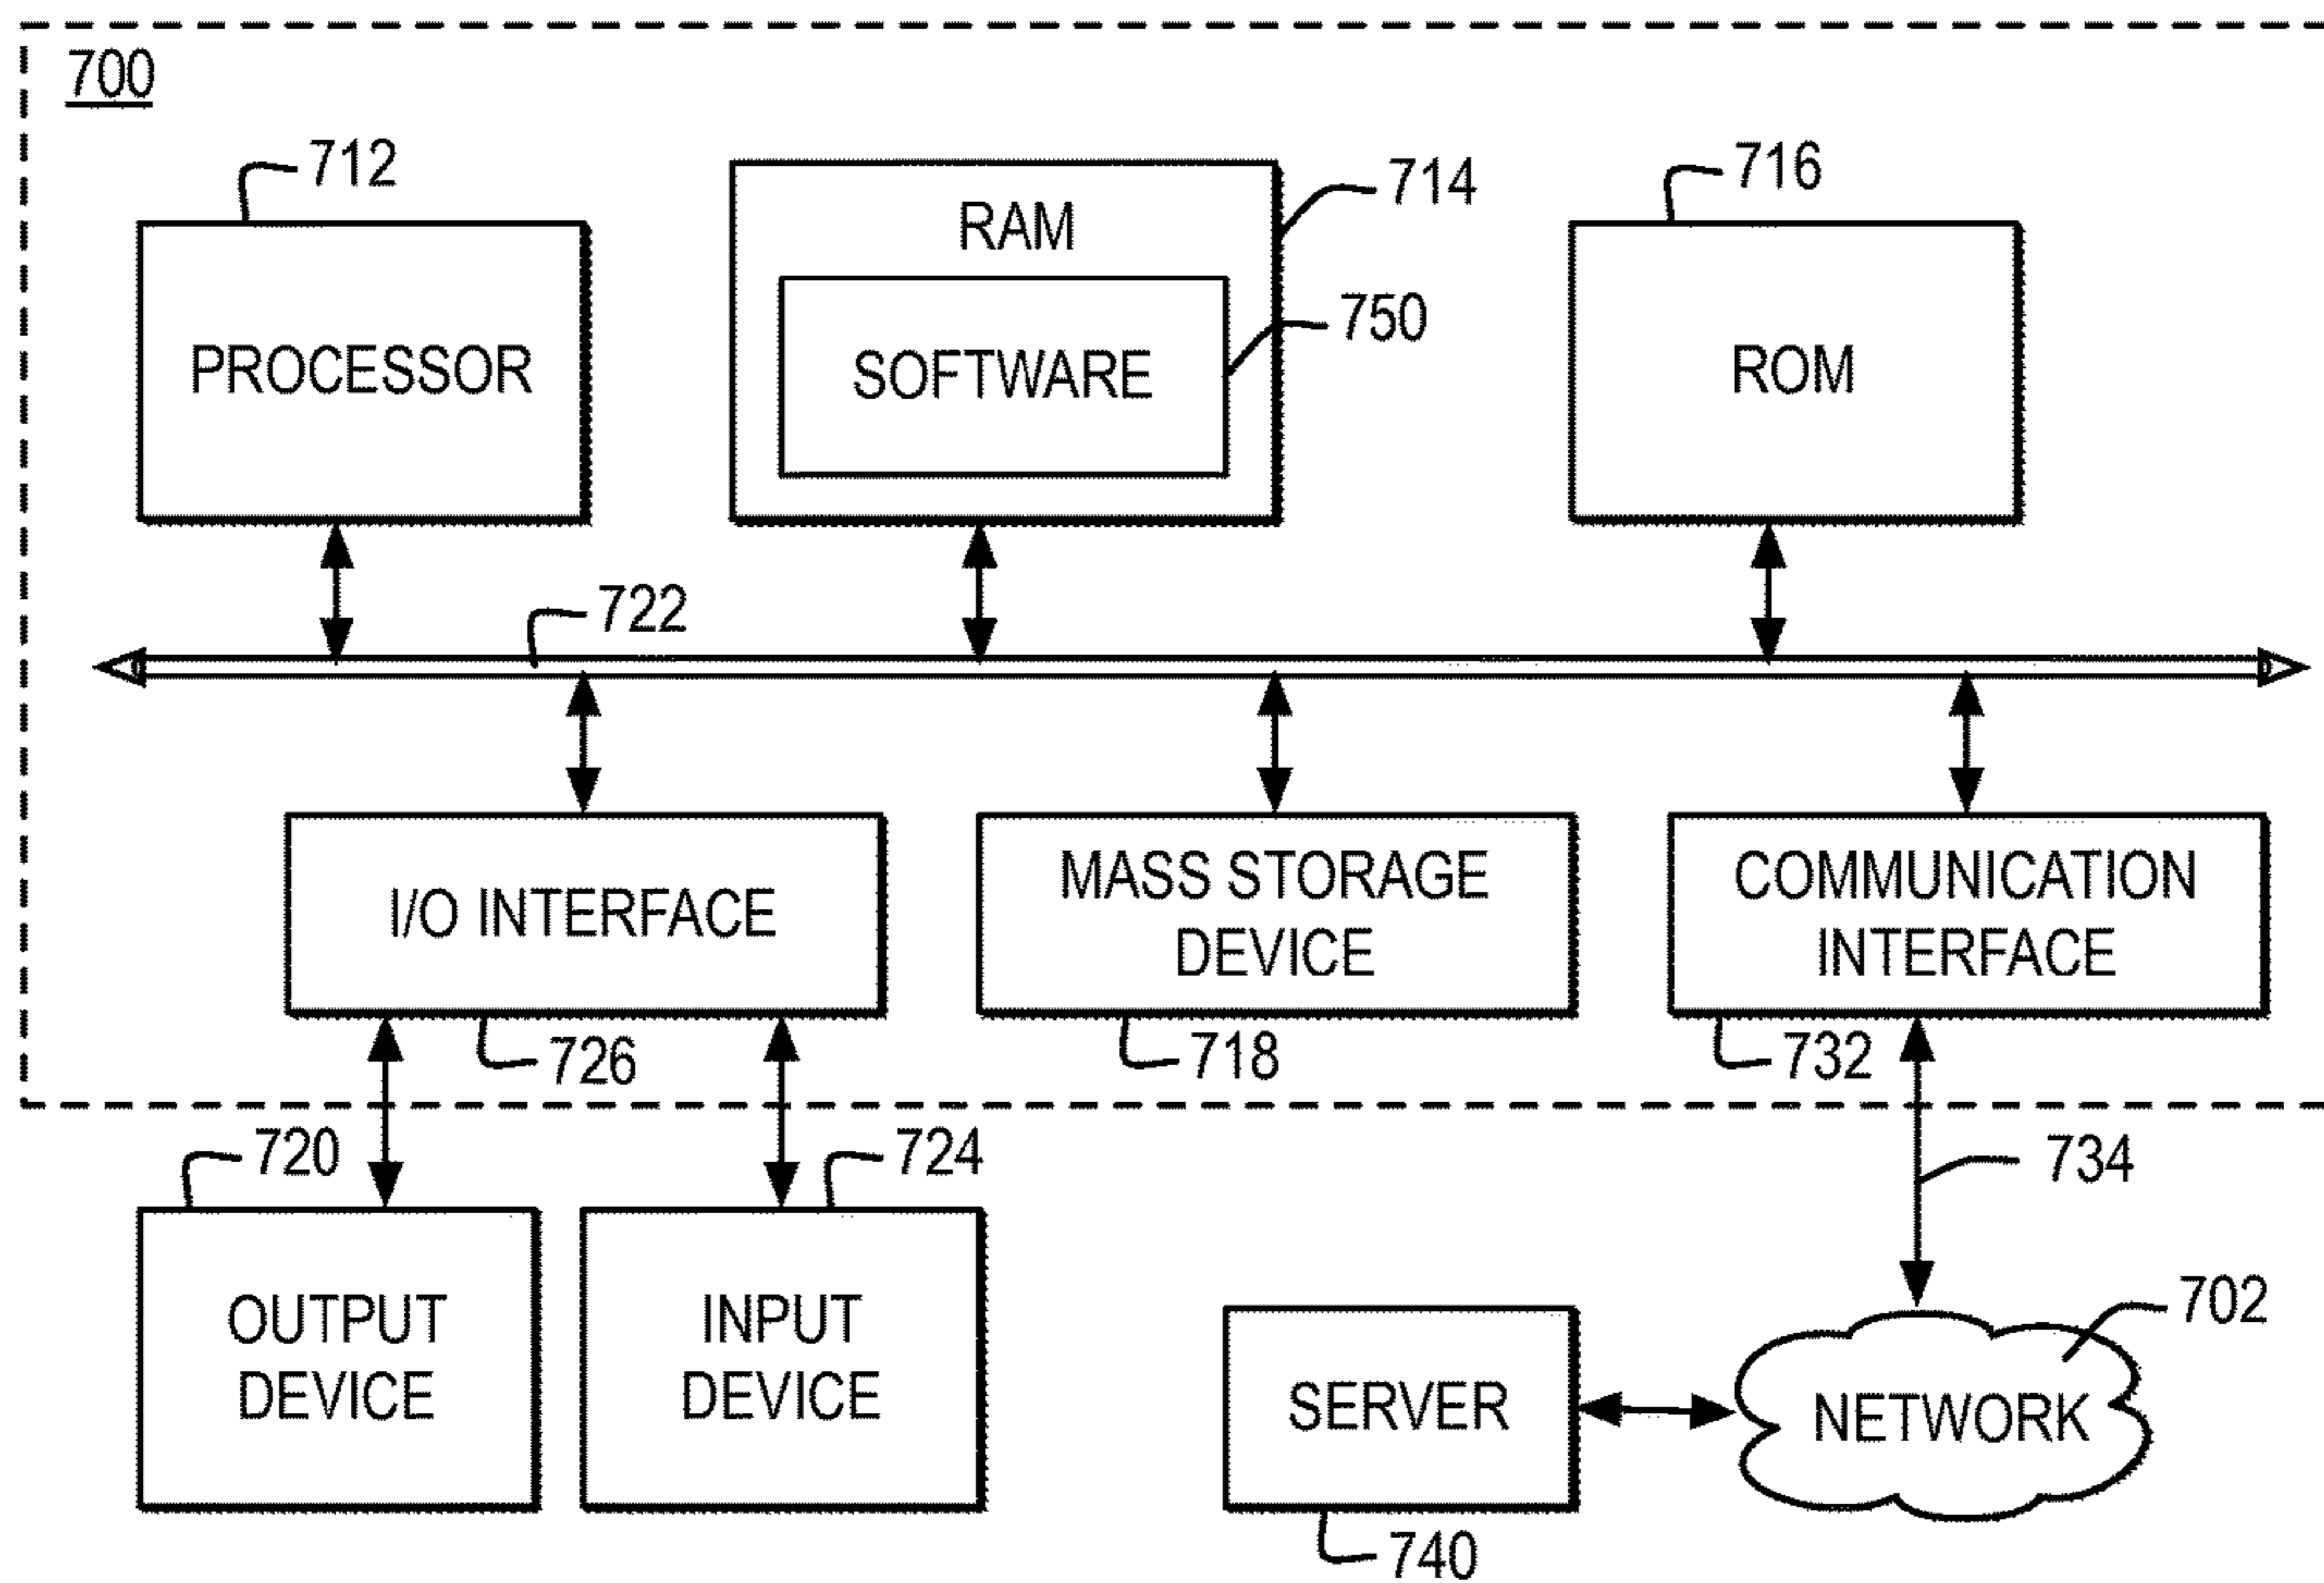 700
712
714
716
RAM
750
PROCESSOR
SOFTWARE
ROM
722
I/O INTERFACE
MASS STORAGE
DEVICE
COMMUNICATION
INTERFACE
726
718
732
720
724
734
OUTPUT
DEVICE
INPUT
DEVICE
702
SERVER
NETWORK
740